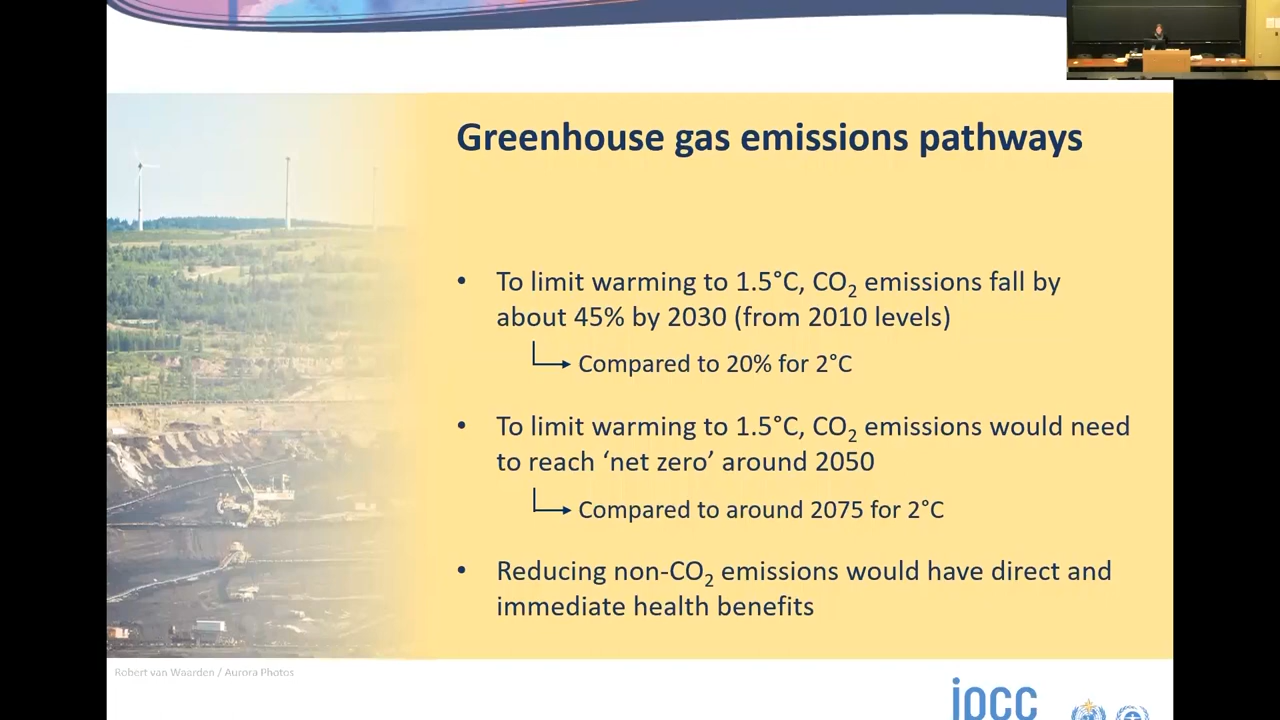 Greenhouse gas emissions pathways
• To limit warming to 1.5°C, CO₂ emissions fall by
about 45% by 2030 (from 2010 levels)
Compared to 20% for 2°C
• To limit warming to 1.5°C, CO₂ emissions would need
to reach ‘net zero’ around 2050
Compared to around 2075 for 2°C
• Reducing non-CO₂ emissions would have direct and
immediate health benefits
Robert van Waarden / Aurora Photos
ipcc